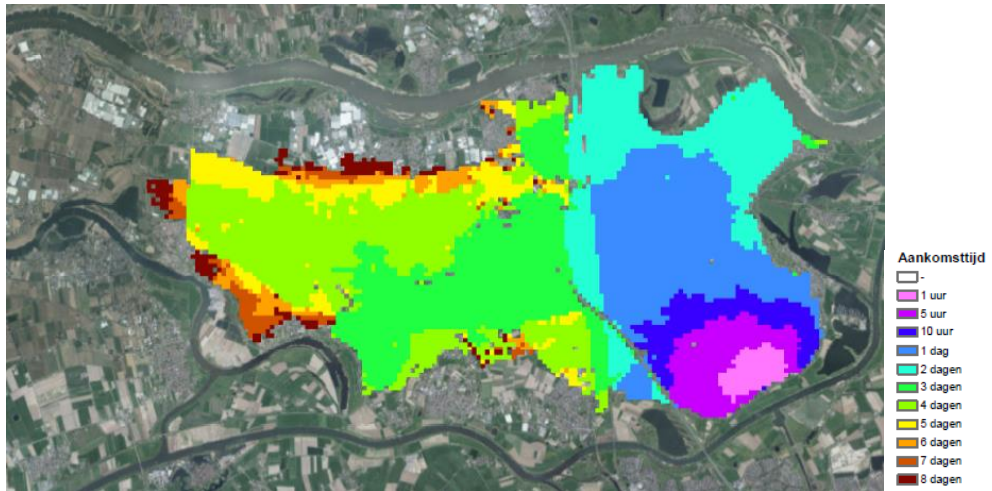 Aankomsttijd
-
1 uur
5 uur
10 uur
1 dag
2 dagen
3 dagen
4 dagen
5 dagen
6 dagen
7 dagen
8 dagen